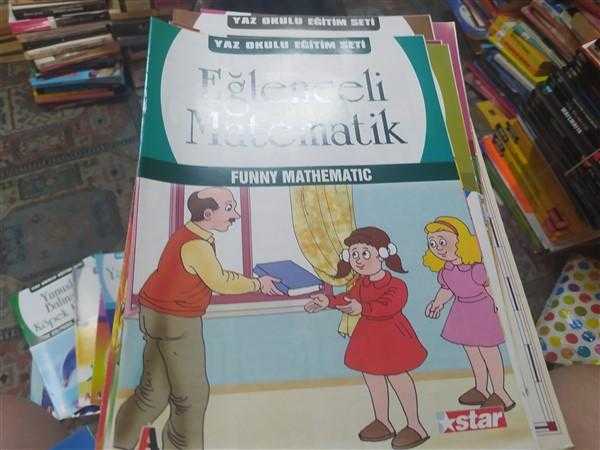 YAZ OKULU EĞİTİM SETİ
YAZ OKULU EĞİTİM SETİ
Eğlenceli
Matematik
FUNNY MATHEMATIC
star